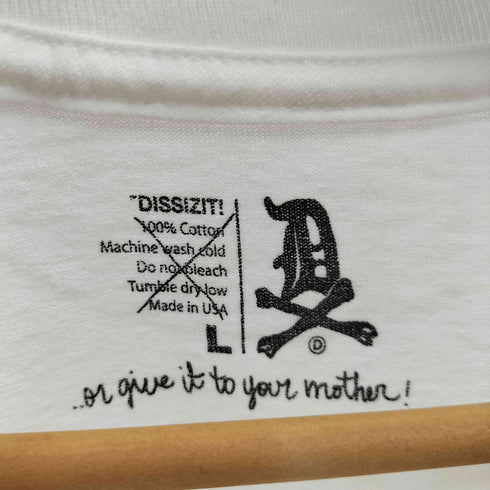 "DISSIZIT!
100% Cotton
Machine wash cold
Do not bleach
Tumble dry low
Made in USA
L
D
Ⓓ
...or give it to your mother!